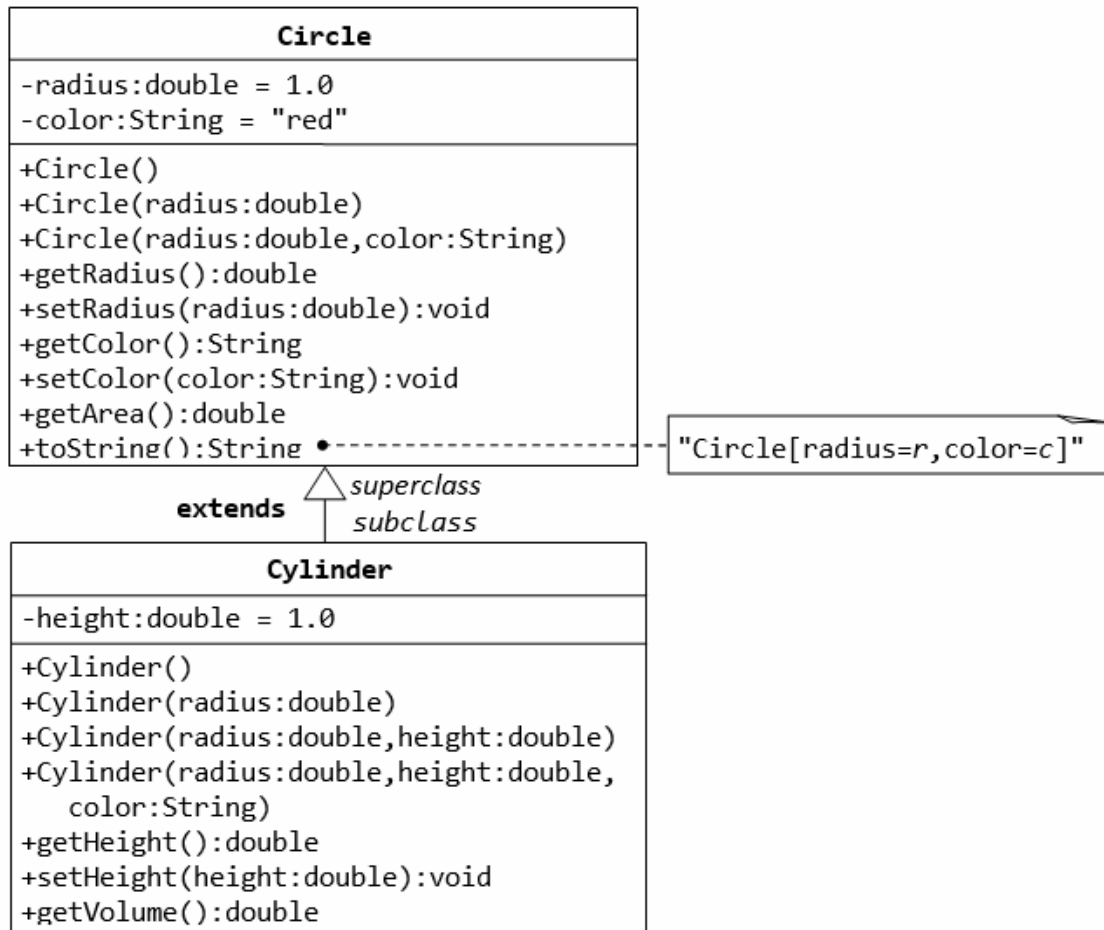 Circle
-radius:double = 1.0
-color:String = "red"
+Circle()
+Circle(radius:double)
+Circle(radius:double,color:String)
+getRadius():double
+setRadius(radius:double):void
+getColor():String
+setColor(color:String):void
+getArea():double
+toString():String
"Circle[radius=r,color=c]"
superclass
extends
subclass
Cylinder
-height:double = 1.0
+Cylinder()
+Cylinder(radius:double)
+Cylinder(radius:double,height:double)
+Cylinder(radius:double,height:double,
color:String)
+getHeight():double
+setHeight(height:double):void
+getVolume():double